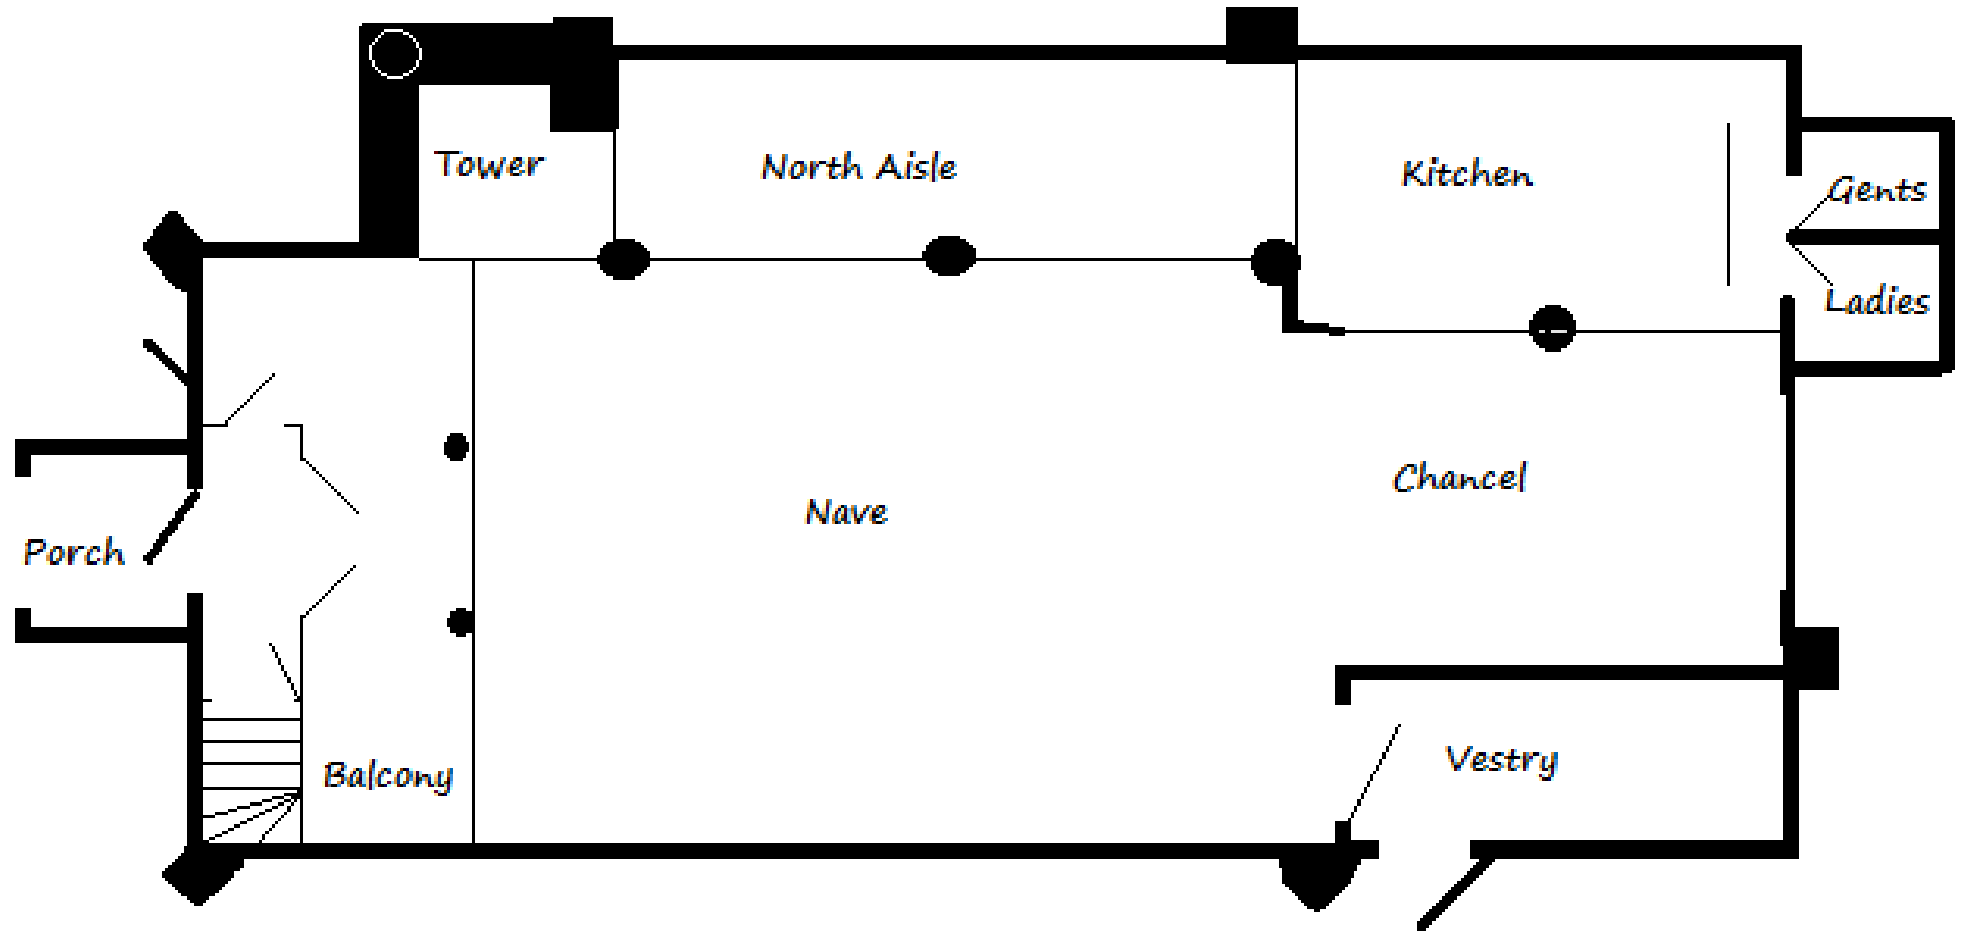 Tower
North Aisle
Kitchen
Gents
Ladies
Chancel
Nave
Porch
Vestry
Balcony